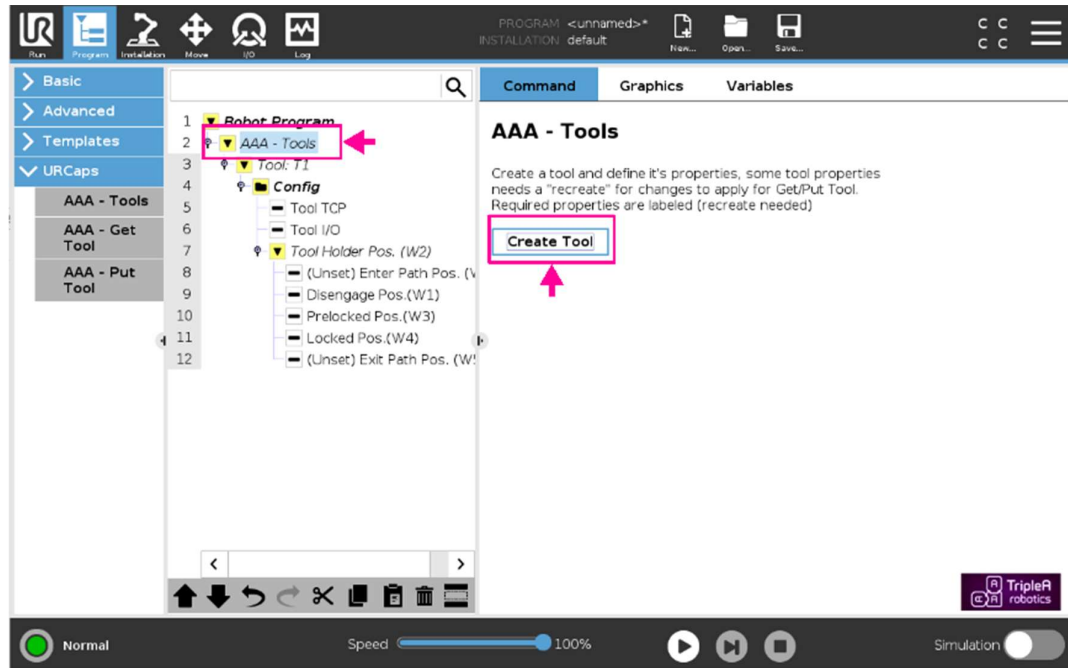 UR
PROGRAM <unnamed>*
INSTALLATION default
C C
C C
Run
Program
Installation
Move
I/O
Log
New...
Open...
Save...
Basic
Advanced
Templates
URCaps
AAA - Tools
AAA - Get
Tool
AAA - Put
Tool
1 Robot Program
2 AAA - Tools
3 Tool: T1
4 Config
5 Tool TCP
6 Tool I/O
7 Tool Holder Pos. (W2)
8 (Unset) Enter Path Pos. (
9 Disengage Pos.(W1)
10 Prelocked Pos.(W3)
11 Locked Pos.(W4)
12 (Unset) Exit Path Pos. (W
Command
Graphics
Variables
AAA - Tools
Create a tool and define it's properties, some tool properties
needs a "recreate" for changes to apply for Get/Put Tool.
Required properties are labeled (recreate needed)
Create Tool
A
A A
TripleA
robotics
Normal
Speed
100%
Simulation